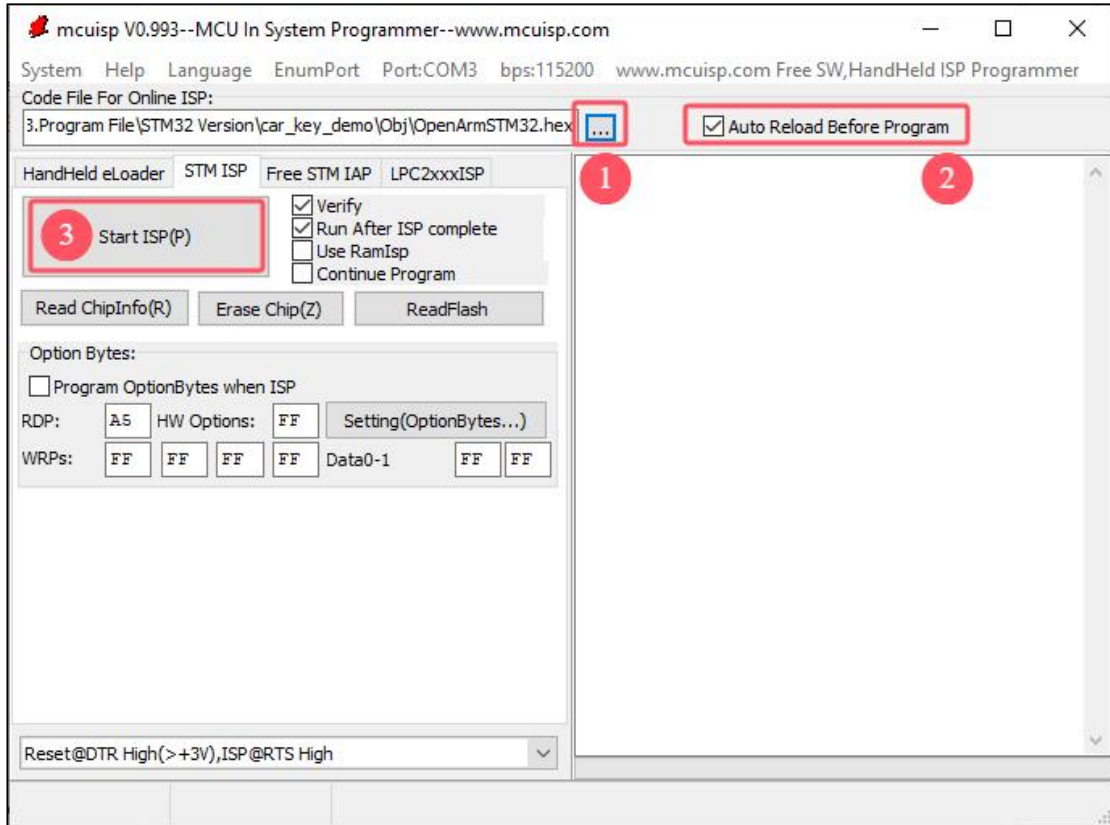 mcuisp V0.993--MCU In System Programmer--www.mcuisp.com
System Help Language EnumPort Port:COM3 bps:115200 www.mcuisp.com Free SW,HandHeld ISP Programmer
Code File For Online ISP:
3.Program File\STM32 Version\car_key_demo\Obj\OpenArmSTM32.hex ... Auto Reload Before Program
1 2
HandHeld eLoader STM ISP Free STM IAP LPC2xxxISP
3 Start ISP(P)
Verify
Run After ISP complete
Use RamIsp
Continue Program
Read ChipInfo(R) Erase Chip(Z) ReadFlash
Option Bytes:
Program OptionBytes when ISP
RDP: A5 HW Options: FF Setting(OptionBytes...)
WRPs: FF FF FF FF Data0-1 FF FF
Reset@DTR High(>+3V),ISP@RTS High